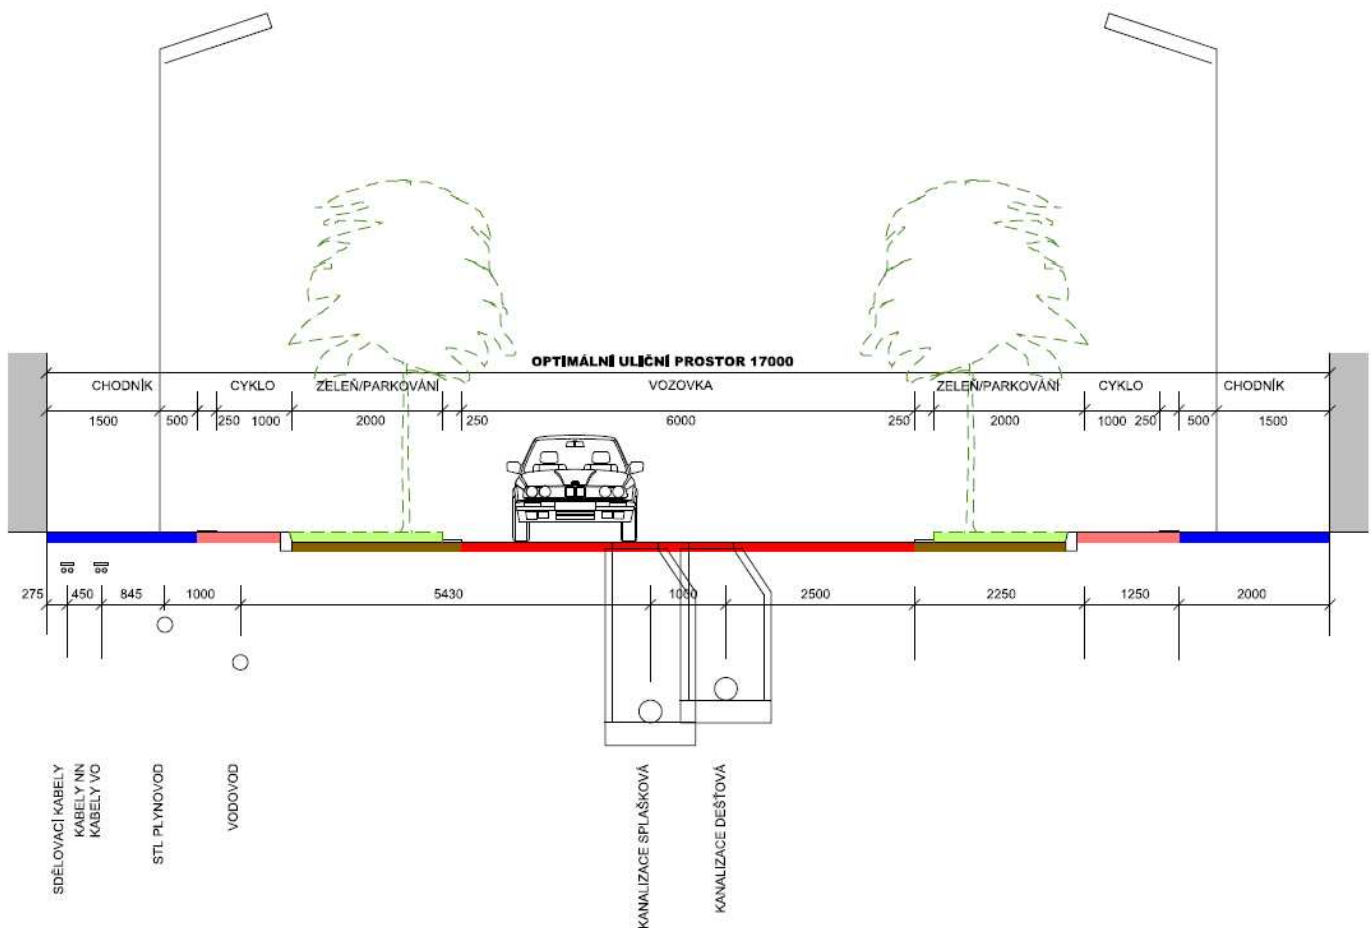 OPTIMÁLNÍ ULIČNÍ PROSTOR 17000
CHODNÍK CYKLO ZELEŇ/PARKOVÁNÍ VOZOVKA ZELEŇ/PARKOVÁNÍ CYKLO CHODNÍK
1500 500 250 1000 2000 250 6000 250 2000 1000 250 500 1500
275 450 845 1000 5430 1000 2500 2250 1250 2000
SDĚLOVACÍ KABELY
KABELY NN
KABELY VO
STL PLYNOVOD
VODOVOD
KANALIZACE SPLAŠKOVÁ
KANALIZACE DEŠŤOVÁ